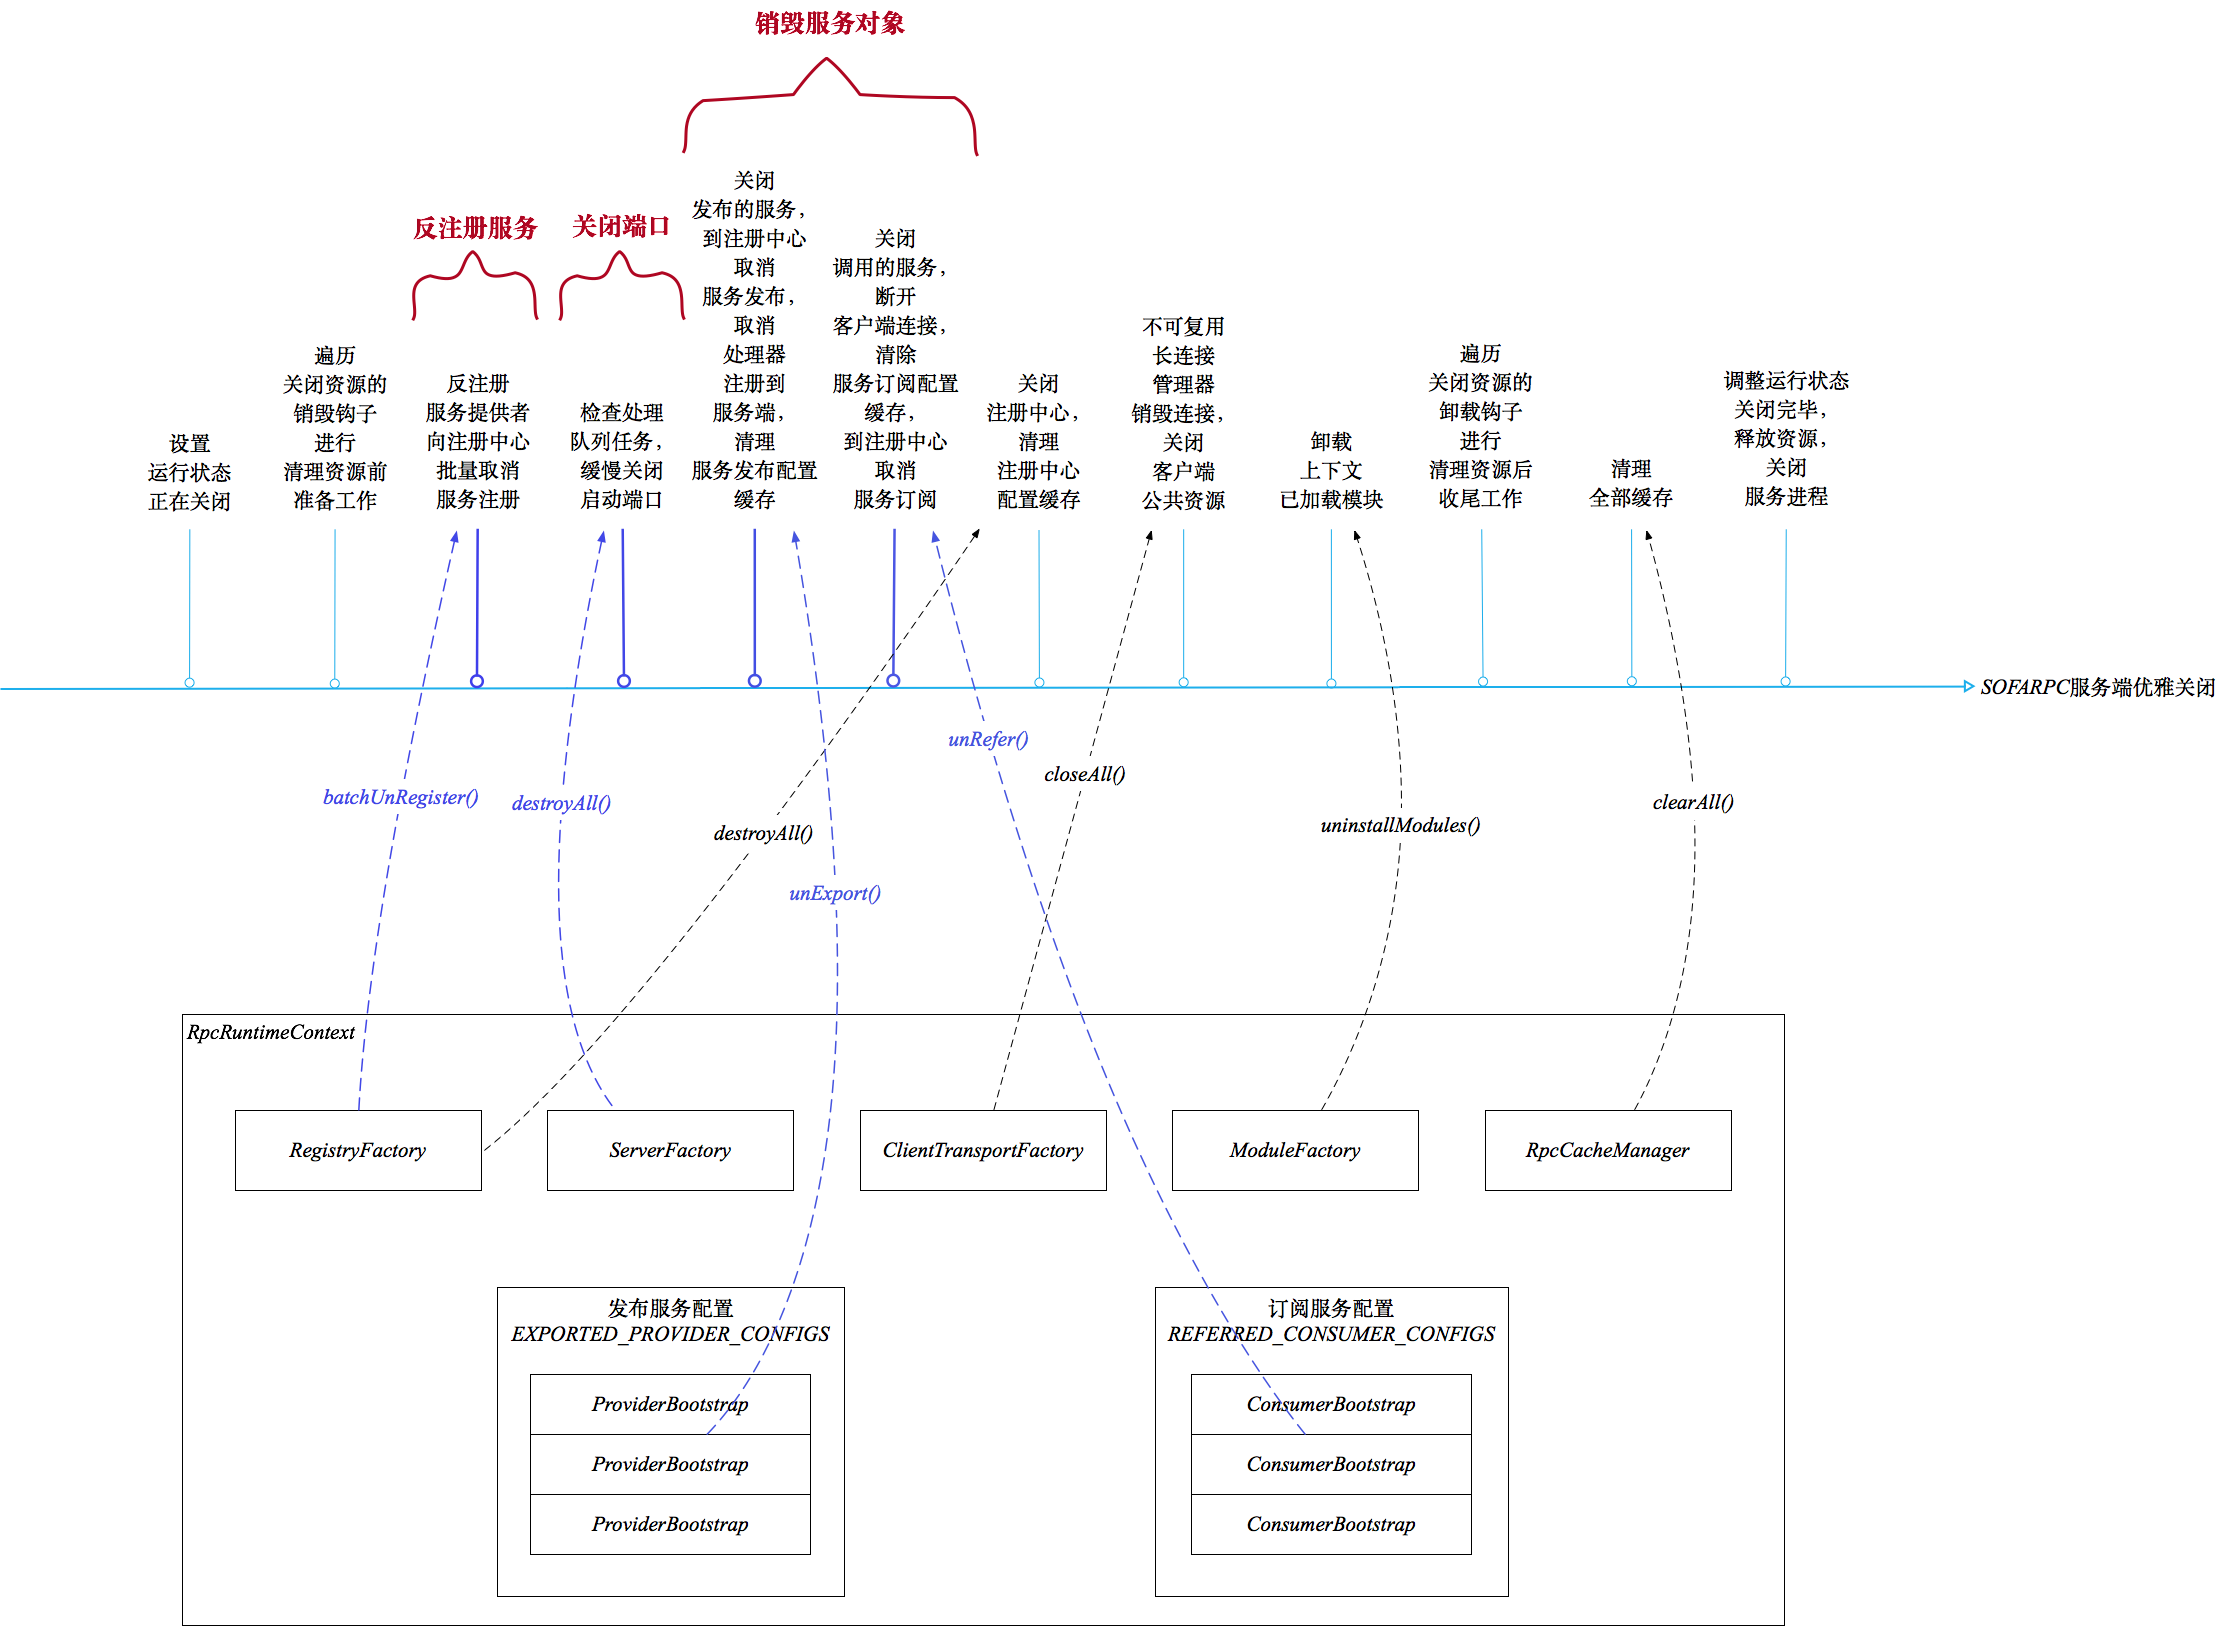 销毁服务对象
反注册服务
关闭端口
设置
运行状态
正在关闭
遍历
关闭资源的
销毁钩子
进行
清理资源前
准备工作
反注册
服务提供者
向注册中心
批量取消
服务注册
检查处理
队列任务，
缓慢关闭
启动端口
关闭
发布的服务，
到注册中心
取消
服务发布，
取消
处理器
注册到
服务端，
清理
服务发布配置
缓存
关闭
调用的服务，
断开
客户端连接，
清除
服务订阅配置
缓存，
到注册中心
取消
服务订阅
关闭
注册中心，
清理
注册中心
配置缓存
不可复用
长连接
管理器
销毁连接，
关闭
客户端
公共资源
卸载
上下文
已加载模块
遍历
关闭资源的
卸载钩子
进行
清理资源后
收尾工作
清理
全部缓存
调整运行状态
关闭完毕，
释放资源，
关闭
服务进程
SOFARPC服务端优雅关闭
unRefer()
closeAll()
batchUnRegister()
destroyAll()
destroyAll()
uninstallModules()
clearAll()
unExport()
RpcRuntimeContext
RegistryFactory
ServerFactory
ClientTransportFactory
ModuleFactory
RpcCacheManager
发布服务配置
EXPORTED_PROVIDER_CONFIGS
ProviderBootstrap
ProviderBootstrap
ProviderBootstrap
订阅服务配置
REFERRED_CONSUMER_CONFIGS
ConsumerBootstrap
ConsumerBootstrap
ConsumerBootstrap